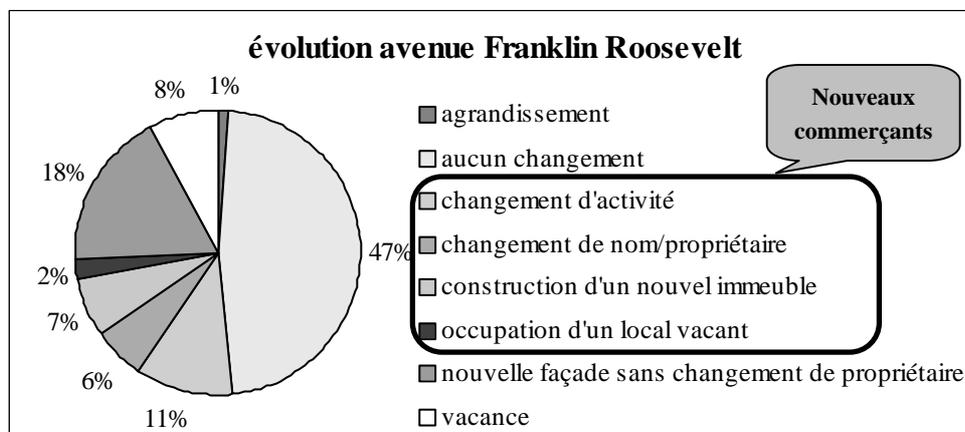 évolution avenue Franklin Roosevelt
Nouveaux
commerçants
8%
1%
18%
47%
2%
7%
6%
11%
agrandissement
aucun changement
changement d'activité
changement de nom/propriétaire
construction d'un nouvel immeuble
occupation d'un local vacant
nouvelle façade sans changement de propriétaire
vacance